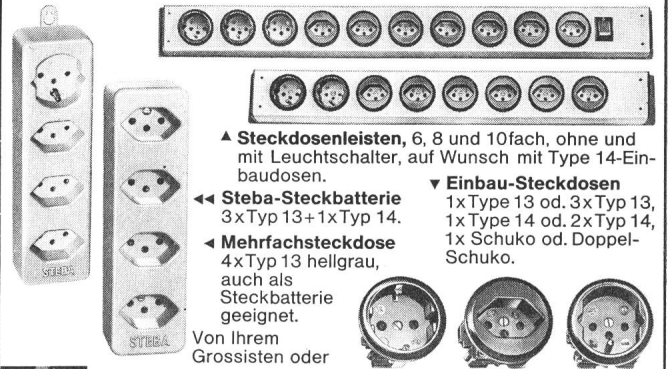 ▲ Steckdosenleisten, 6, 8 und 10fach, ohne und
mit Leuchtschalter, auf Wunsch mit Type 14-Ein-
baudosen.
◄◄ Steba-Steckbatterie
3xTyp 13+1xTyp 14.
◄ Mehrfachsteckdose
4xTyp 13 hellgrau,
auch als
Steckbatterie
geeignet.
Von Ihrem
Grossisten oder
▼ Einbau-Steckdosen
1xType 13 od. 3xTyp 13,
1xType 14 od. 2xTyp 14,
1x Schuko od. Doppel-
Schuko.
STEBA
STEBA